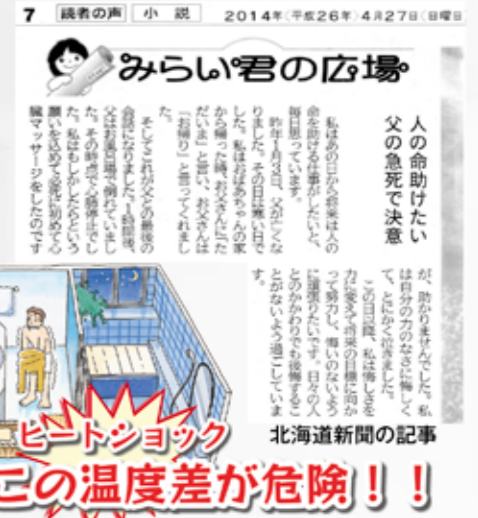 7 読者の声 小説 2014年(平成26年)4月27日(日曜日
みらい君の広場
人の命助けたい
父の急死で決意
私はあの日から将来は人の
命を助ける仕事がしたいと、
毎日思っています。
昨年1月3日、父が亡くな
りました。その日は寒い日で
した。私はおばあちゃんの家
から帰った時、お父さんに「た
だいま」と言い、お父さんは
「お帰り」と言ってくれまし
た。
そしてこれが父との最後の
会話になりました。1時間後、
父はお風呂場で倒れていまし
た。その時点で心肺停止でし
た。私はもしかしたらという
願いを込めて父に初めて心
臓マッサージをしたのです
が、助かりませんでした。私
は自分の力のなさに悔しく
て、とにかく泣きました。
この日以降、私は悔しさを
力に変えて将来の目標に向か
って努力し、悔いのないよう
に頑張りたいです。日々の人
とのかかわりでも後悔するこ
とがないよう過ごしていま
す。
北海道新聞の記事
ヒートショック
この温度差が危険!!